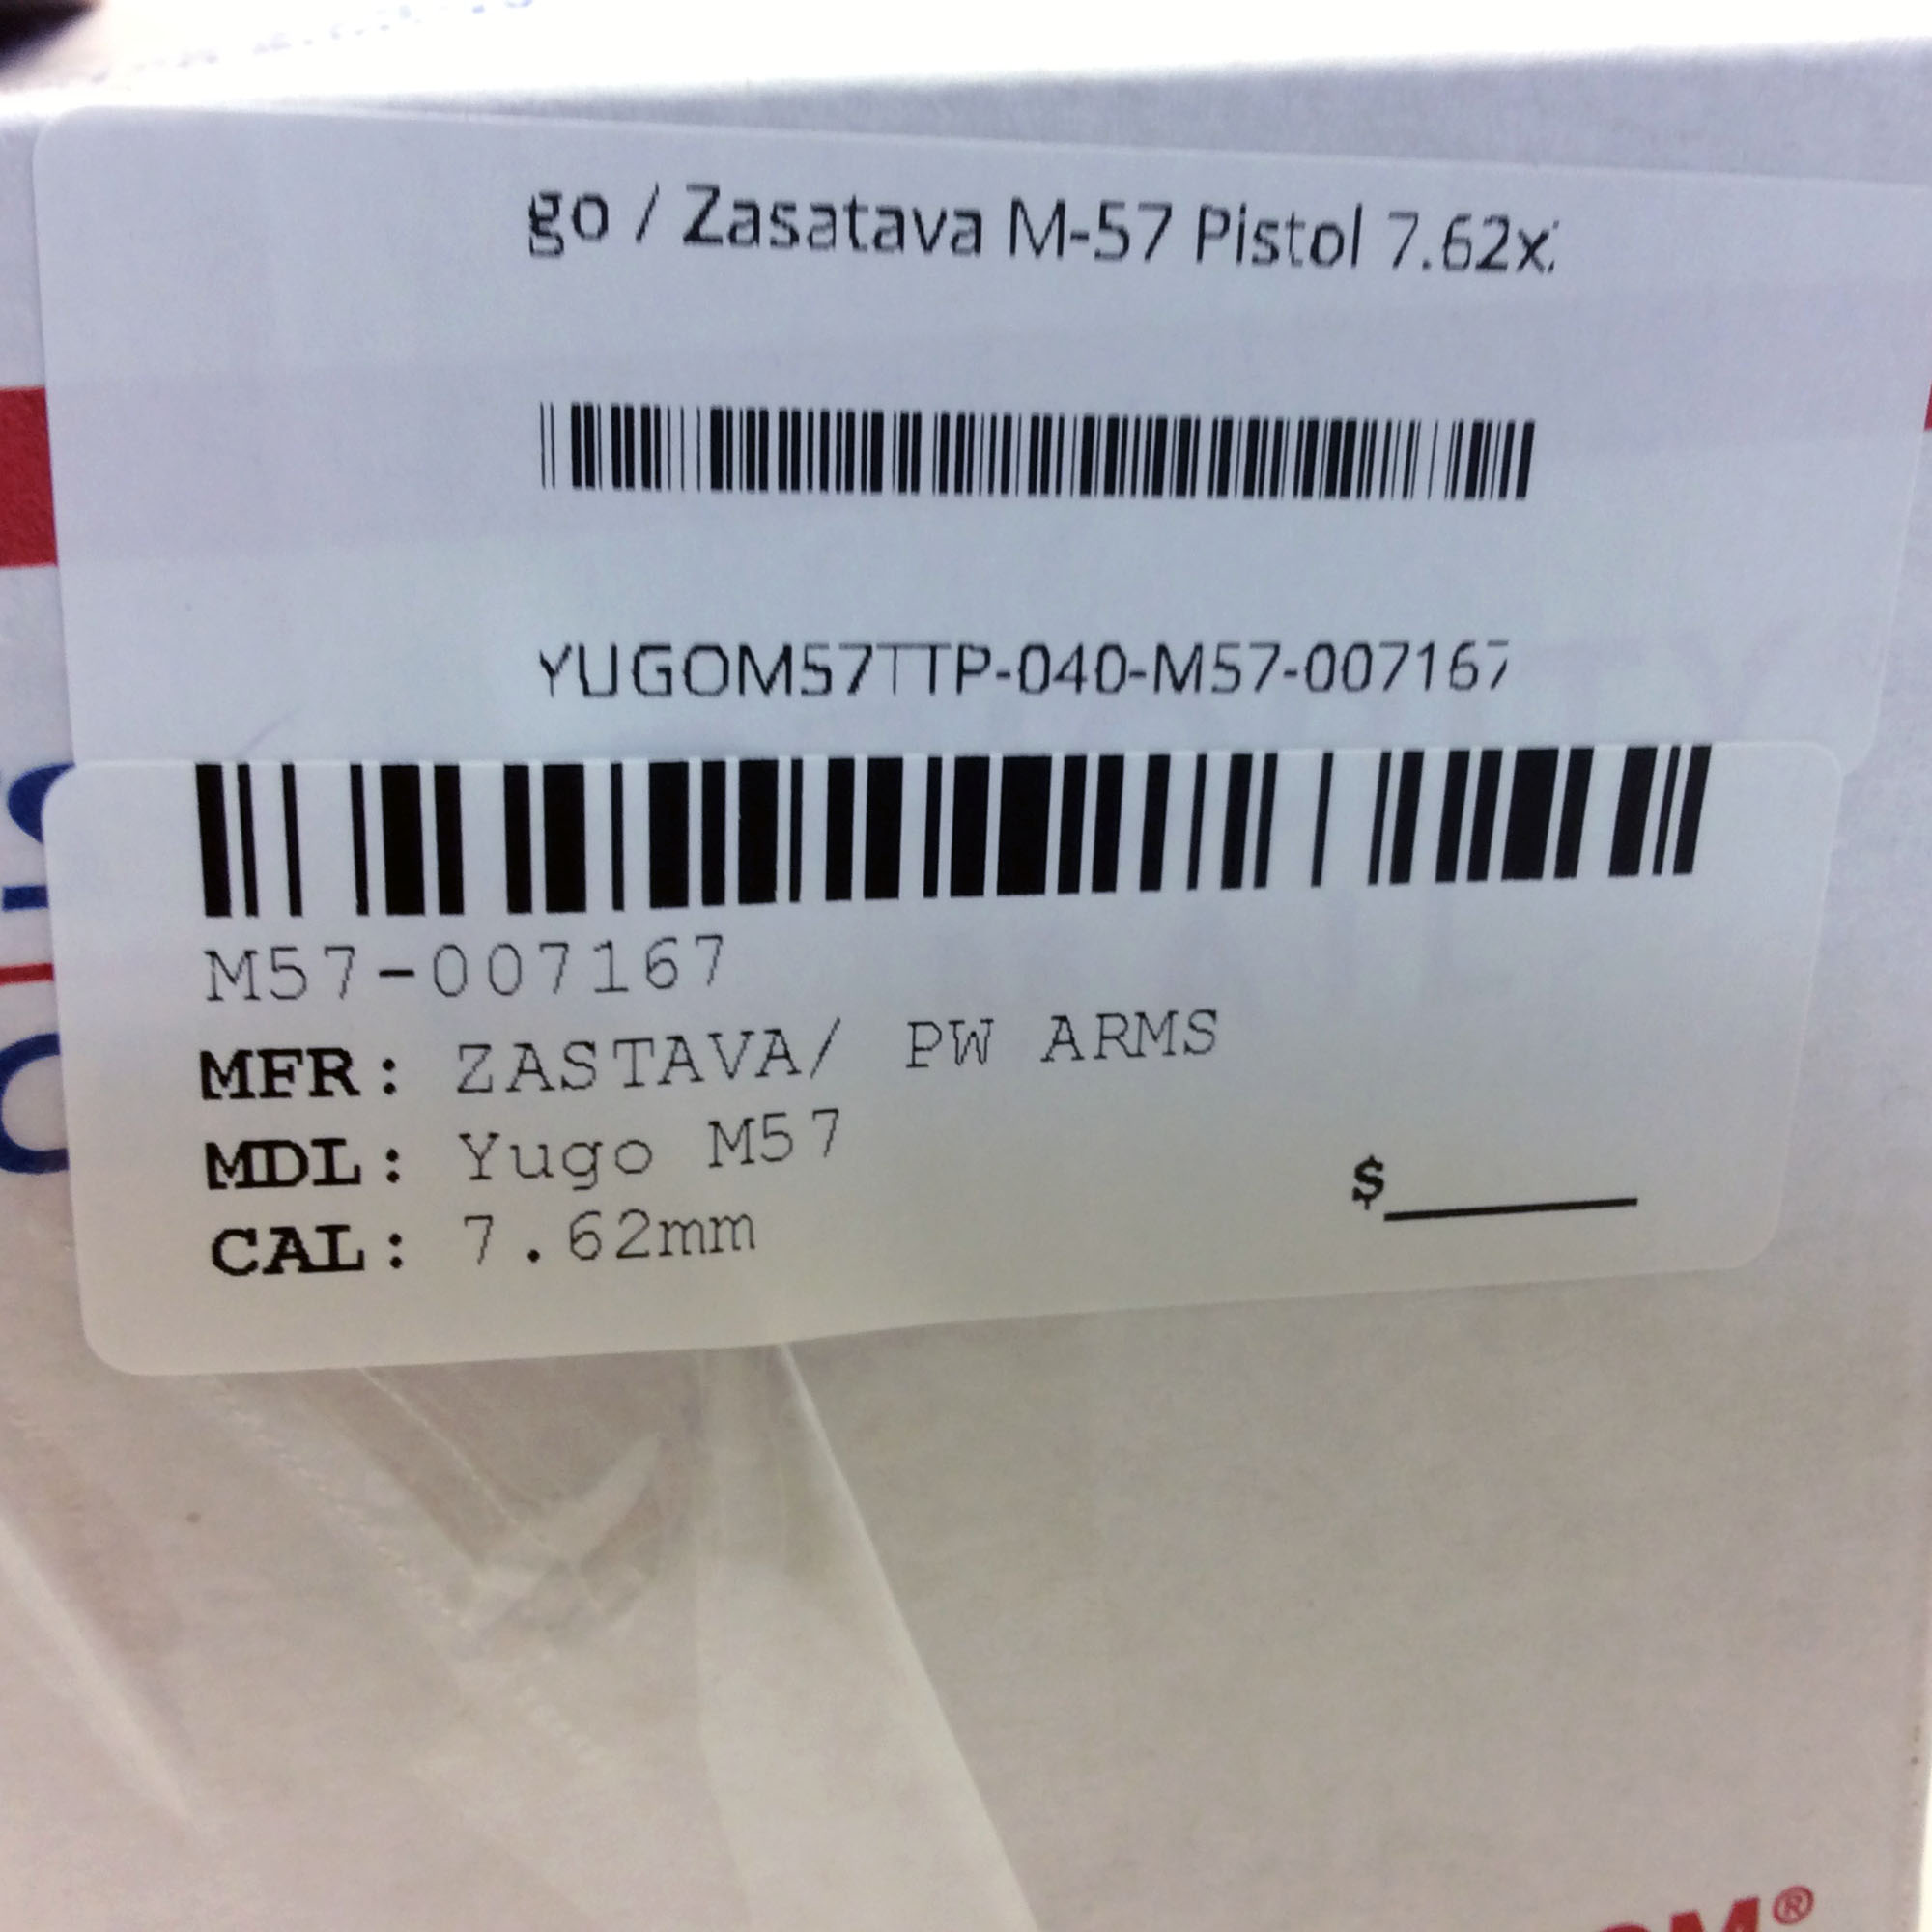 go / Zasatava M-57 Pistol 7.62x
YUGOM57TTP-040-M57-007167
M57-007167
MFR: ZASTAVA/ PW ARMS
MDL: Yugo M57
CAL: 7.62mm
$